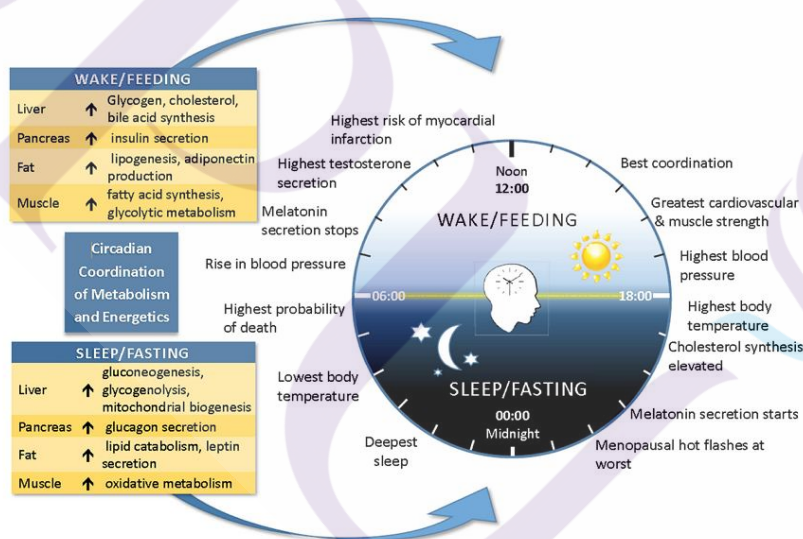 WAKE/FEEDING
Liver ↑ Glycogen, cholesterol,
bile acid synthesis
Pancreas ↑ insulin secretion
Fat ↑ lipogenesis, adiponectin
production
Muscle ↑ fatty acid synthesis,
glycolytic metabolism
Circadian
Coordination
of Metabolism
and Energetics
SLEEP/FASTING
Liver ↑ gluconeogenesis,
glycogenolysis,
mitochondrial biogenesis
Pancreas ↑ glucagon secretion
Fat ↑ lipid catabolism, leptin
secretion
Muscle ↑ oxidative metabolism
Highest risk of myocardial
infarction
Highest testosterone
secretion
Melatonin
secretion stops
Rise in blood pressure
Highest probability
of death
Lowest body
temperature
Deepest
sleep
Noon
12:00
WAKE/FEEDING
06:00
18:00
SLEEP/FASTING
00:00
Midnight
Best coordination
Greatest cardiovascular
& muscle strength
Highest blood
pressure
Highest body
temperature
Cholesterol synthesis
elevated
Melatonin secretion starts
Menopausal hot flashes at
worst